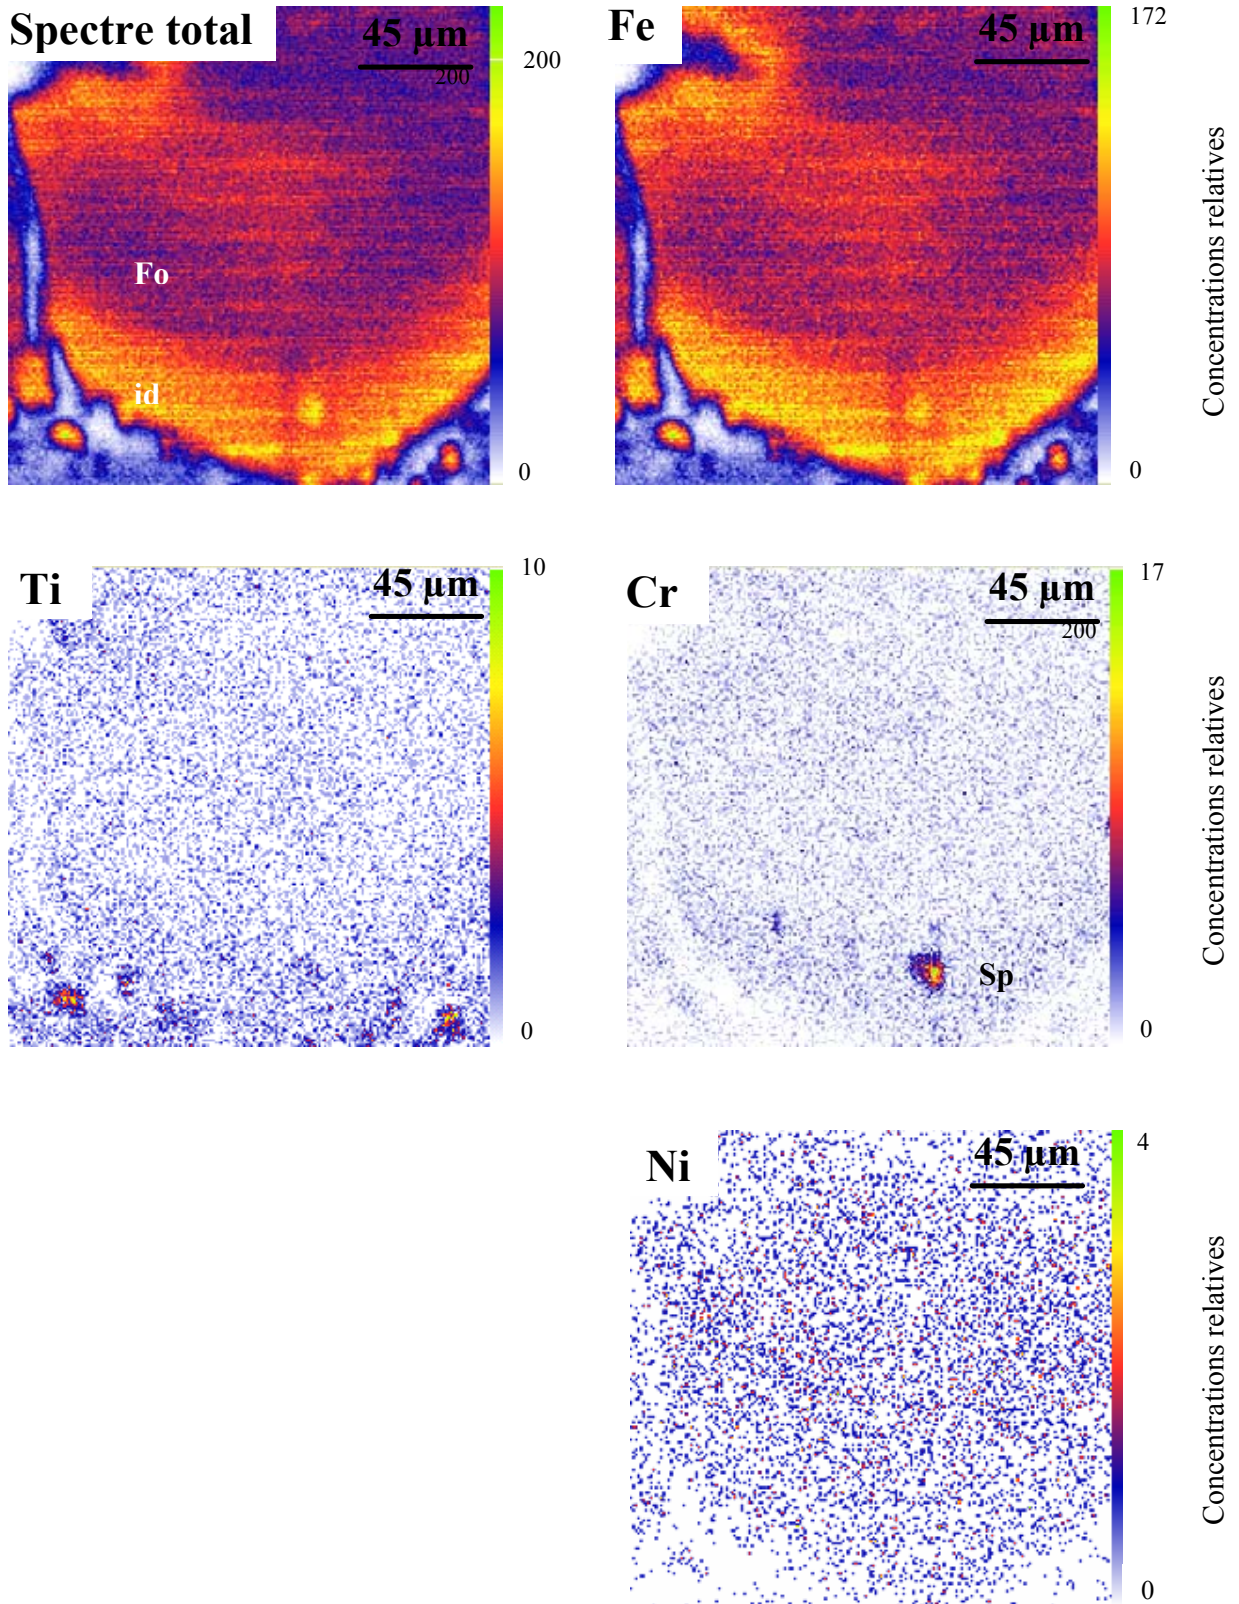 Spectre total
45 µm
200
200
Fo
id
0
Fe
45 µm
172
0
Concentrations relatives
Ti
45 µm
10
0
Cr
45 µm
200
17
Sp
0
Concentrations relatives
Ni
45 µm
4
0
Concentrations relatives